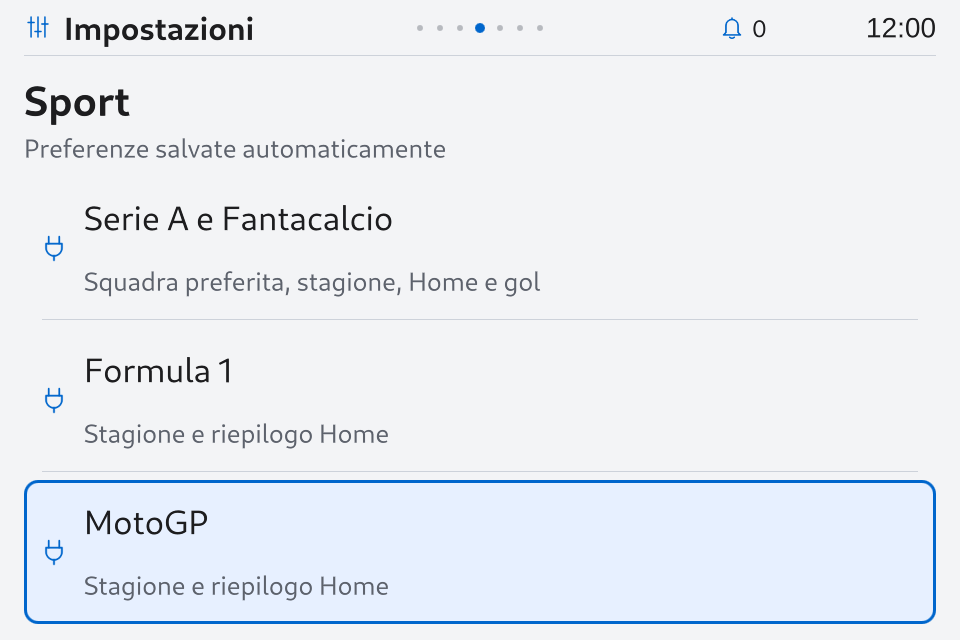 Impostazioni
0
12:00
Sport
Preferenze salvate automaticamente
Serie A e Fantacalcio
Squadra preferita, stagione, Home e gol
Formula 1
Stagione e riepilogo Home
MotoGP
Stagione e riepilogo Home